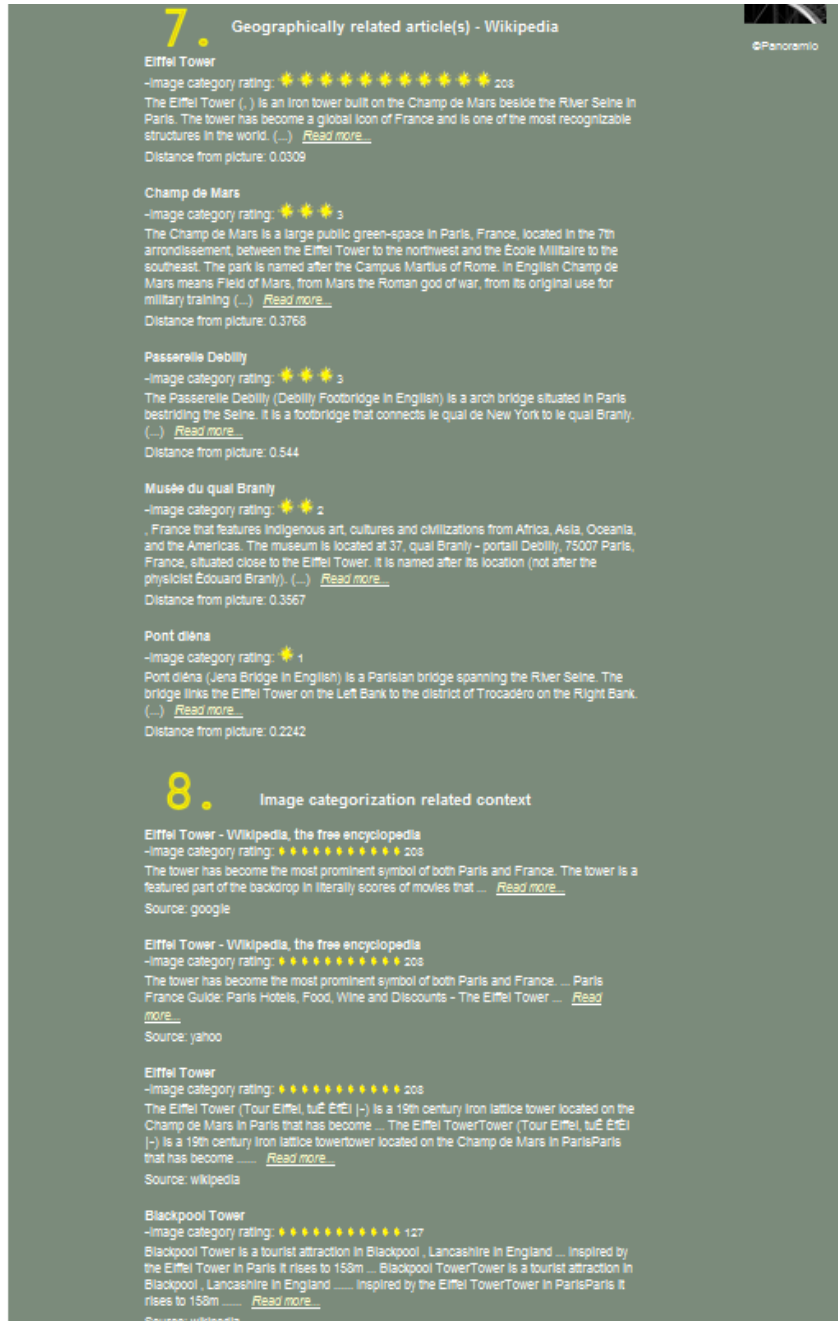 7. Geographically related article(s) - Wikipedia
©Panoramio
Eiffel Tower
-Image category rating: 208
The Eiffel Tower (, ) is an iron tower built on the Champ de Mars beside the River Seine in
Paris. The tower has become a global icon of France and is one of the most recognizable
structures in the world. (...) Read more...
Distance from picture: 0.0309
Champ de Mars
-Image category rating: 3
The Champ de Mars is a large public green-space in Paris, France, located in the 7th
arrondissement, between the Eiffel Tower to the northwest and the École Militaire to the
southeast. The park is named after the Campus Martius of Rome. In English Champ de
Mars means Field of Mars, from Mars the Roman god of war, from its original use for
military training (...) Read more...
Distance from picture: 0.3768
Passerelle Debilly
-Image category rating: 3
The Passerelle Debilly (Debilly Footbridge in English) is a arch bridge situated in Paris
bestriding the Seine. It is a footbridge that connects le quai de New York to le quai Branly.
(...) Read more...
Distance from picture: 0.544
Musée du quai Branly
-Image category rating: 2
, France that features indigenous art, cultures and civilizations from Africa, Asia, Oceania,
and the Americas. The museum is located at 37, quai Branly - portail Debilly, 75007 Paris,
France, situated close to the Eiffel Tower. It is named after its location (not after the
physicist Édouard Branly). (...) Read more...
Distance from picture: 0.3567
Pont diéna
-Image category rating: 1
Pont diéna (Jena Bridge in English) is a Parisian bridge spanning the River Seine. The
bridge links the Eiffel Tower on the Left Bank to the district of Trocadéro on the Right Bank.
(...) Read more...
Distance from picture: 0.2242
8. Image categorization related context
Eiffel Tower - Wikipedia, the free encyclopedia
-Image category rating: 208
The tower has become the most prominent symbol of both Paris and France. The tower is a
featured part of the backdrop in literally scores of movies that ... Read more...
Source: google
Eiffel Tower - Wikipedia, the free encyclopedia
-Image category rating: 208
The tower has become the most prominent symbol of both Paris and France. ... Paris
France Guide: Paris Hotels, Food, Wine and Discounts - The Eiffel Tower ... Read
more...
Source: yahoo
Eiffel Tower
-Image category rating: 208
The Eiffel Tower (Tour Eiffel, tuÉ ÈfÈl |-) is a 19th century iron lattice tower located on the
Champ de Mars in Paris that has become ... The Eiffel TowerTower (Tour Eiffel, tuÉ ÈfÈl
|-) is a 19th century iron lattice towertower located on the Champ de Mars in ParisParis
that has become ...... Read more...
Source: wikipedia
Blackpool Tower
-Image category rating: 127
Blackpool Tower is a tourist attraction in Blackpool , Lancashire in England ... inspired by
the Eiffel Tower in Paris it rises to 158m ... Blackpool TowerTower is a tourist attraction in
Blackpool , Lancashire in England ...... inspired by the Eiffel TowerTower in ParisParis it
rises to 158m ...... Read more...
Source: wikipedia